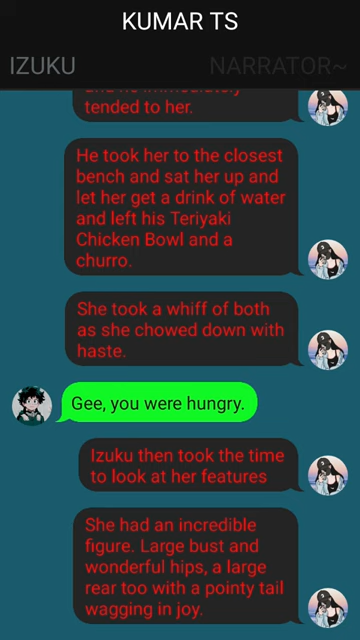 KUMAR TS
IZUKU
NARRATOR~
and he immediately
tended to her.
He took her to the closest
bench and sat her up and
let her get a drink of water
and left his Teriyaki
Chicken Bowl and a
churro.
She took a whiff of both
as she chowed down with
haste.
Gee, you were hungry.
Izuku then took the time
to look at her features
She had an incredible
figure. Large bust and
wonderful hips, a large
rear too with a pointy tail
wagging in joy.